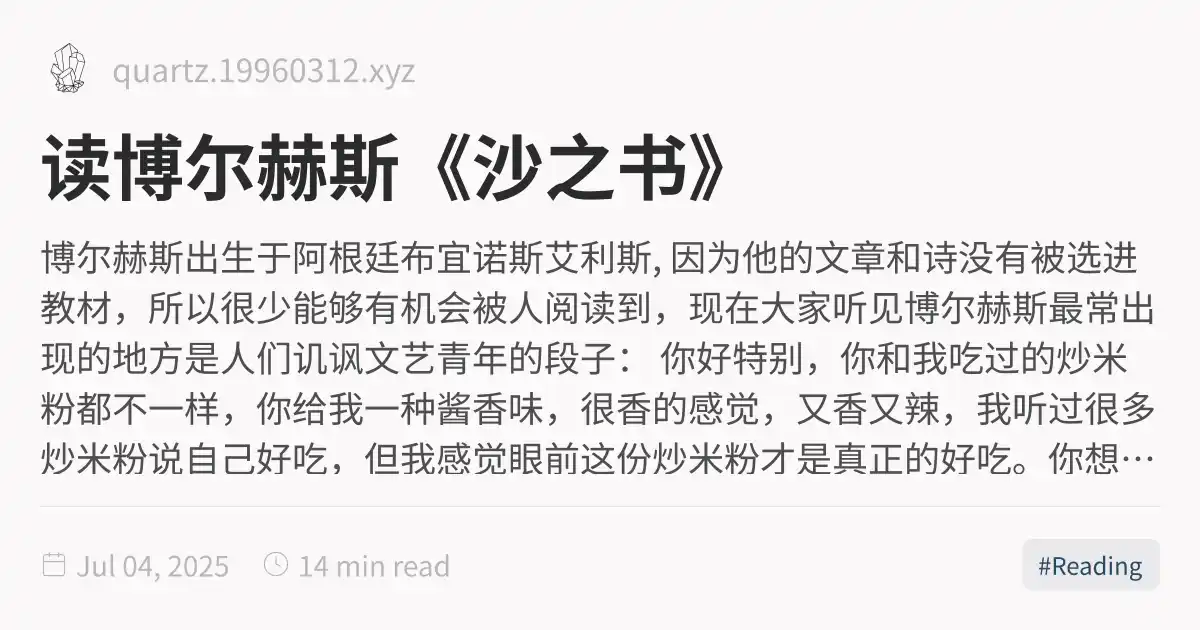 quartz.19960312.xyz
读博尔赫斯《沙之书》
博尔赫斯出生于阿根廷布宜诺斯艾利斯, 因为他的文章和诗没有被选进
教材，所以很少能够有机会被人阅读到，现在大家听见博尔赫斯最常出
现的地方是人们讥讽文艺青年的段子： 你好特别，你和我吃过的炒米
粉都不一样，你给我一种酱香味，很香的感觉，又香又辣，我听过很多
炒米粉说自己好吃，但我感觉眼前这份炒米粉才是真正的好吃。你想…
Jul 04, 2025 14 min read #Reading